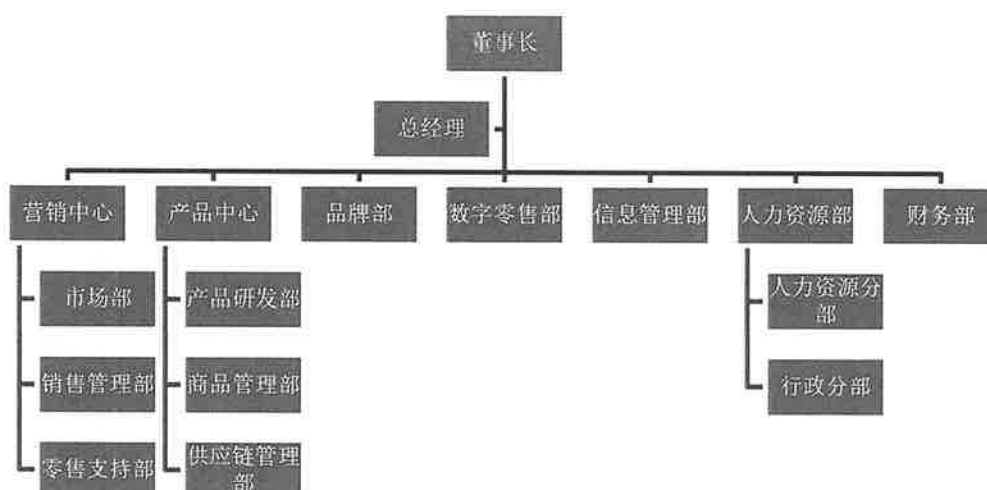 董事长
总经理
营销中心
产品中心
品牌部
数字零售部
信息管理部
人力资源部
财务部
市场部
产品研发部
人力资源分
部
销售管理部
商品管理部
行政分部
零售支持部
供应链管理
部